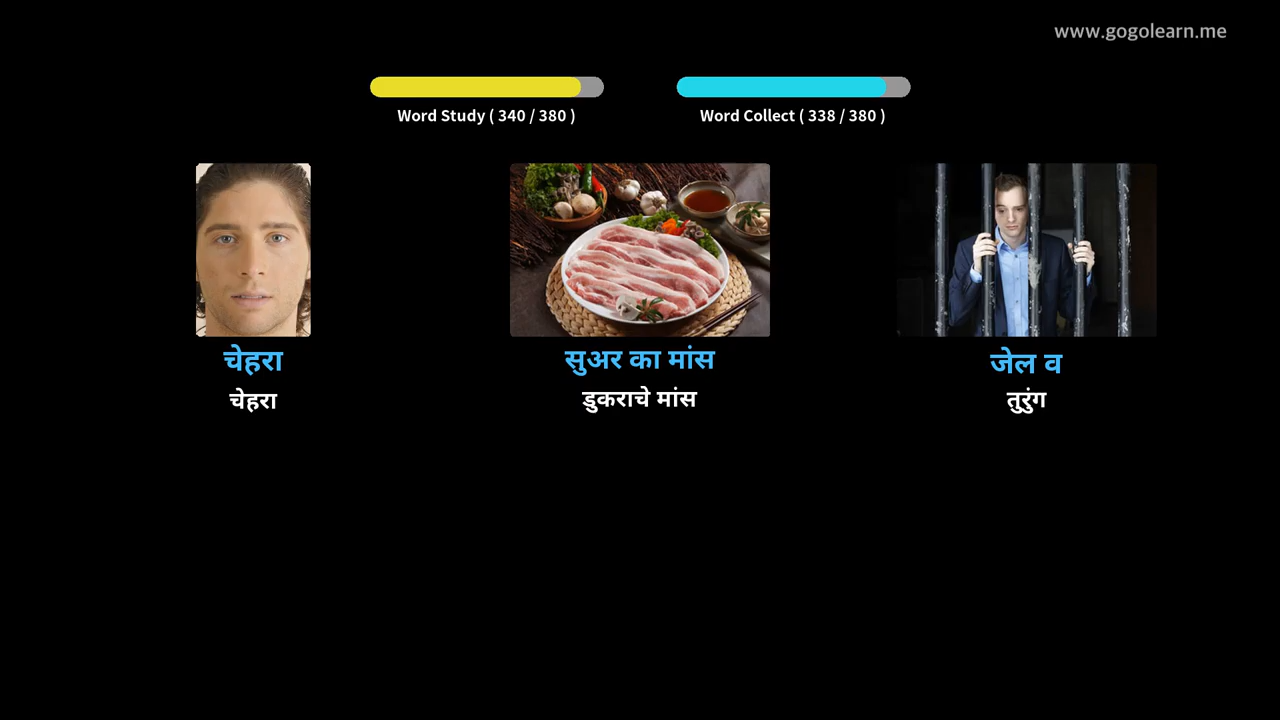 www.gogolearn.me
Word Study ( 340 / 380 )
Word Collect ( 338 / 380 )
चेहरा
चेहरा
सुअर का मांस
डुकराचे मांस
जेल व
तुरुंग